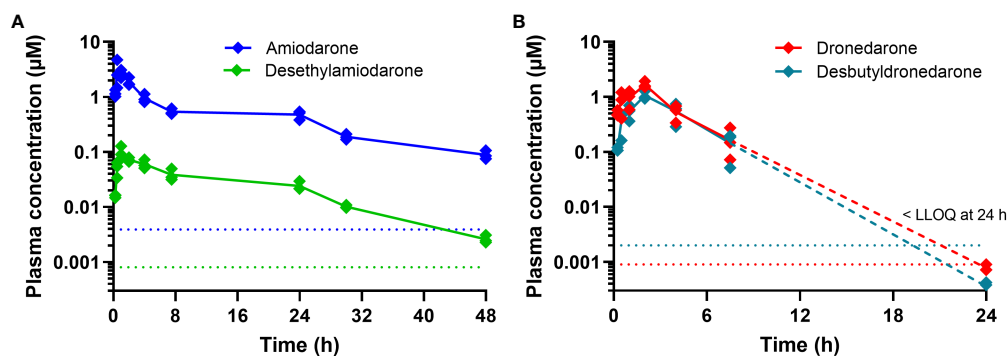 A
Plasma concentration (µM)
10
1
0.1
0.01
0.001
Amiodarone
Desethylamiodarone
0 8 16 24 32 40 48
Time (h)
B
Plasma concentration (µM)
10
1
0.1
0.01
0.001
Dronedarone
Desbutyldronedarone
< LLOQ at 24 h
0 6 12 18 24
Time (h)